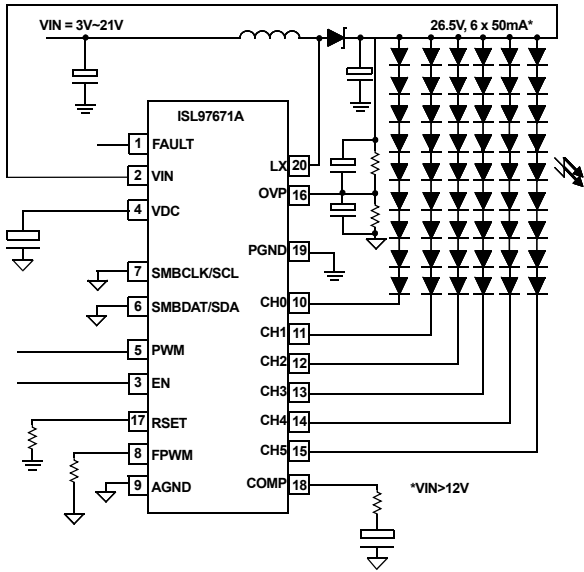 VIN = 3V~21V
26.5V, 6 x 50mA*
ISL97671A
1 FAULT
2 VIN
4 VDC
7 SMBCLK/SCL
6 SMBDAT/SDA
5 PWM
3 EN
17 RSET
8 FPWM
9 AGND
LX 20
OVP 16
PGND 19
CH0 10
CH1 11
CH2 12
CH3 13
CH4 14
CH5 15
COMP 18
*VIN>12V